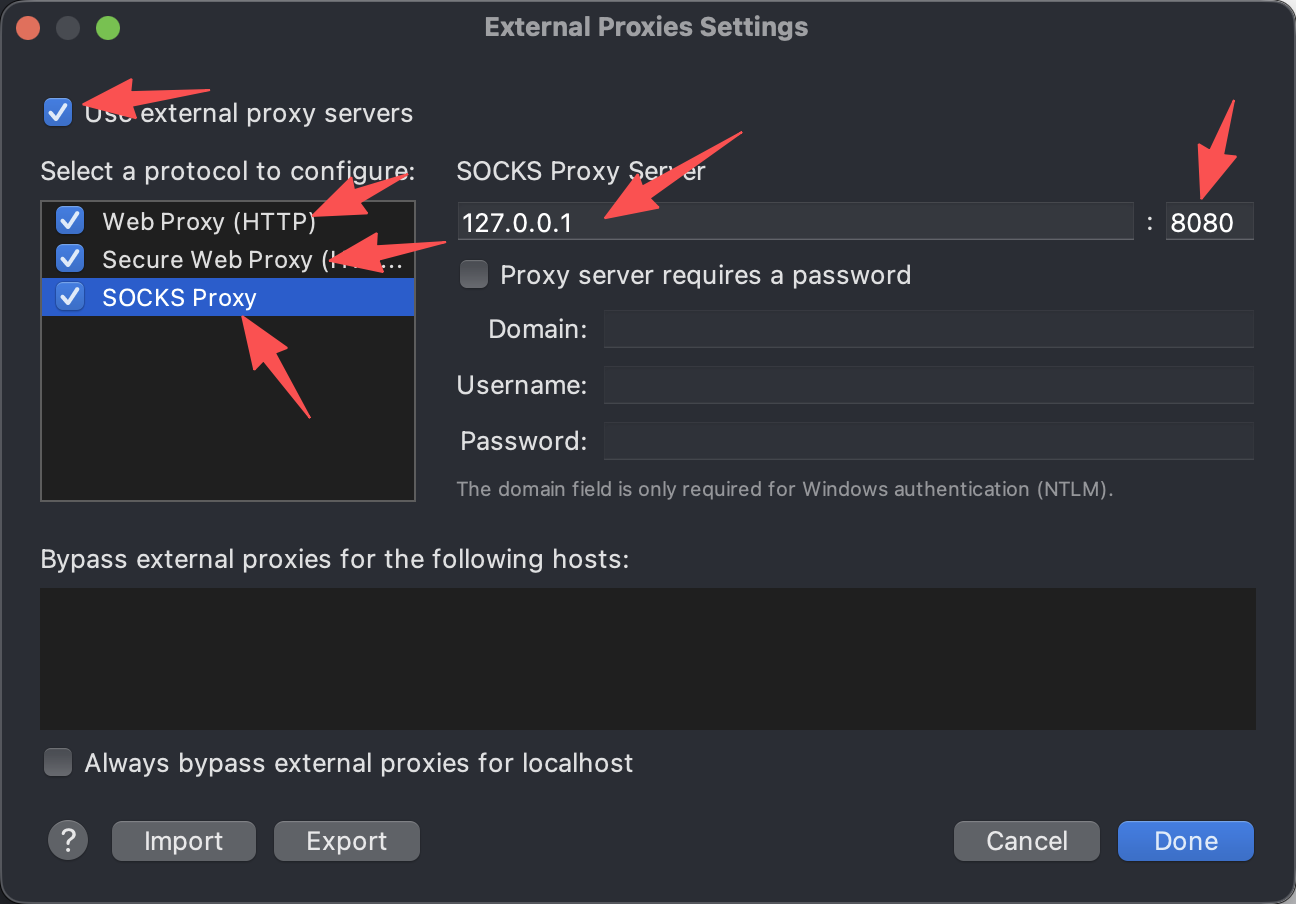 External Proxies Settings
Use external proxy servers
Select a protocol to configure:
Web Proxy (HTTP)
Secure Web Proxy (
SOCKS Proxy
SOCKS Proxy Server
127.0.0.1 : 8080
Proxy server requires a password
Domain:
Username:
Password:
The domain field is only required for Windows authentication (NTLM).
Bypass external proxies for the following hosts:
Always bypass external proxies for localhost
? Import Export Cancel Done